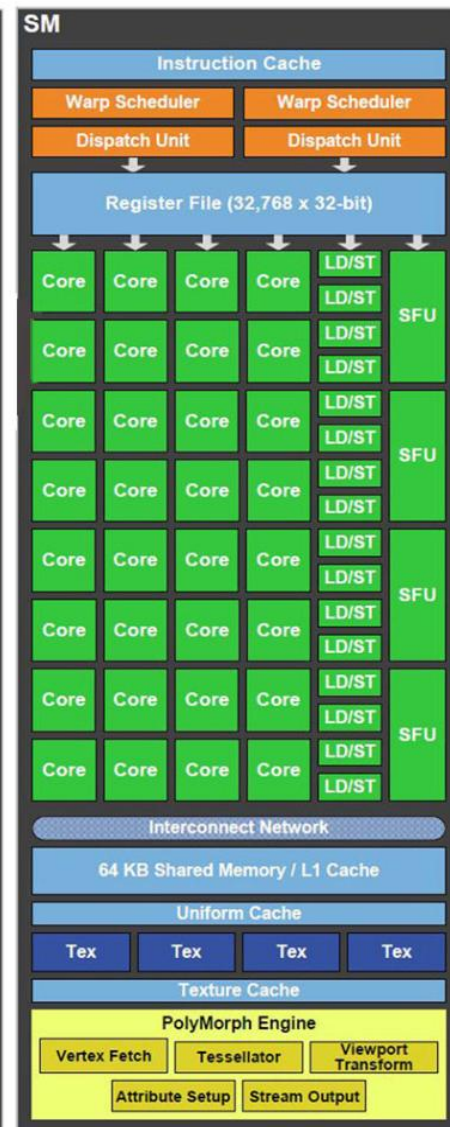 SM
Instruction Cache
Warp Scheduler Warp Scheduler
Dispatch Unit Dispatch Unit
Register File (32,768 x 32-bit)
LD/ST
Core Core Core Core
LD/ST
SFU
LD/ST
Core Core Core Core
LD/ST
LD/ST
Core Core Core Core
LD/ST
SFU
LD/ST
Core Core Core Core
LD/ST
LD/ST
Core Core Core Core
LD/ST
SFU
LD/ST
Core Core Core Core
LD/ST
LD/ST
Core Core Core Core
LD/ST
SFU
LD/ST
Core Core Core Core
LD/ST
Interconnect Network
64 KB Shared Memory / L1 Cache
Uniform Cache
Tex Tex Tex Tex
Texture Cache
PolyMorph Engine
Vertex Fetch Tessellator Viewport
Transform
Attribute Setup Stream Output